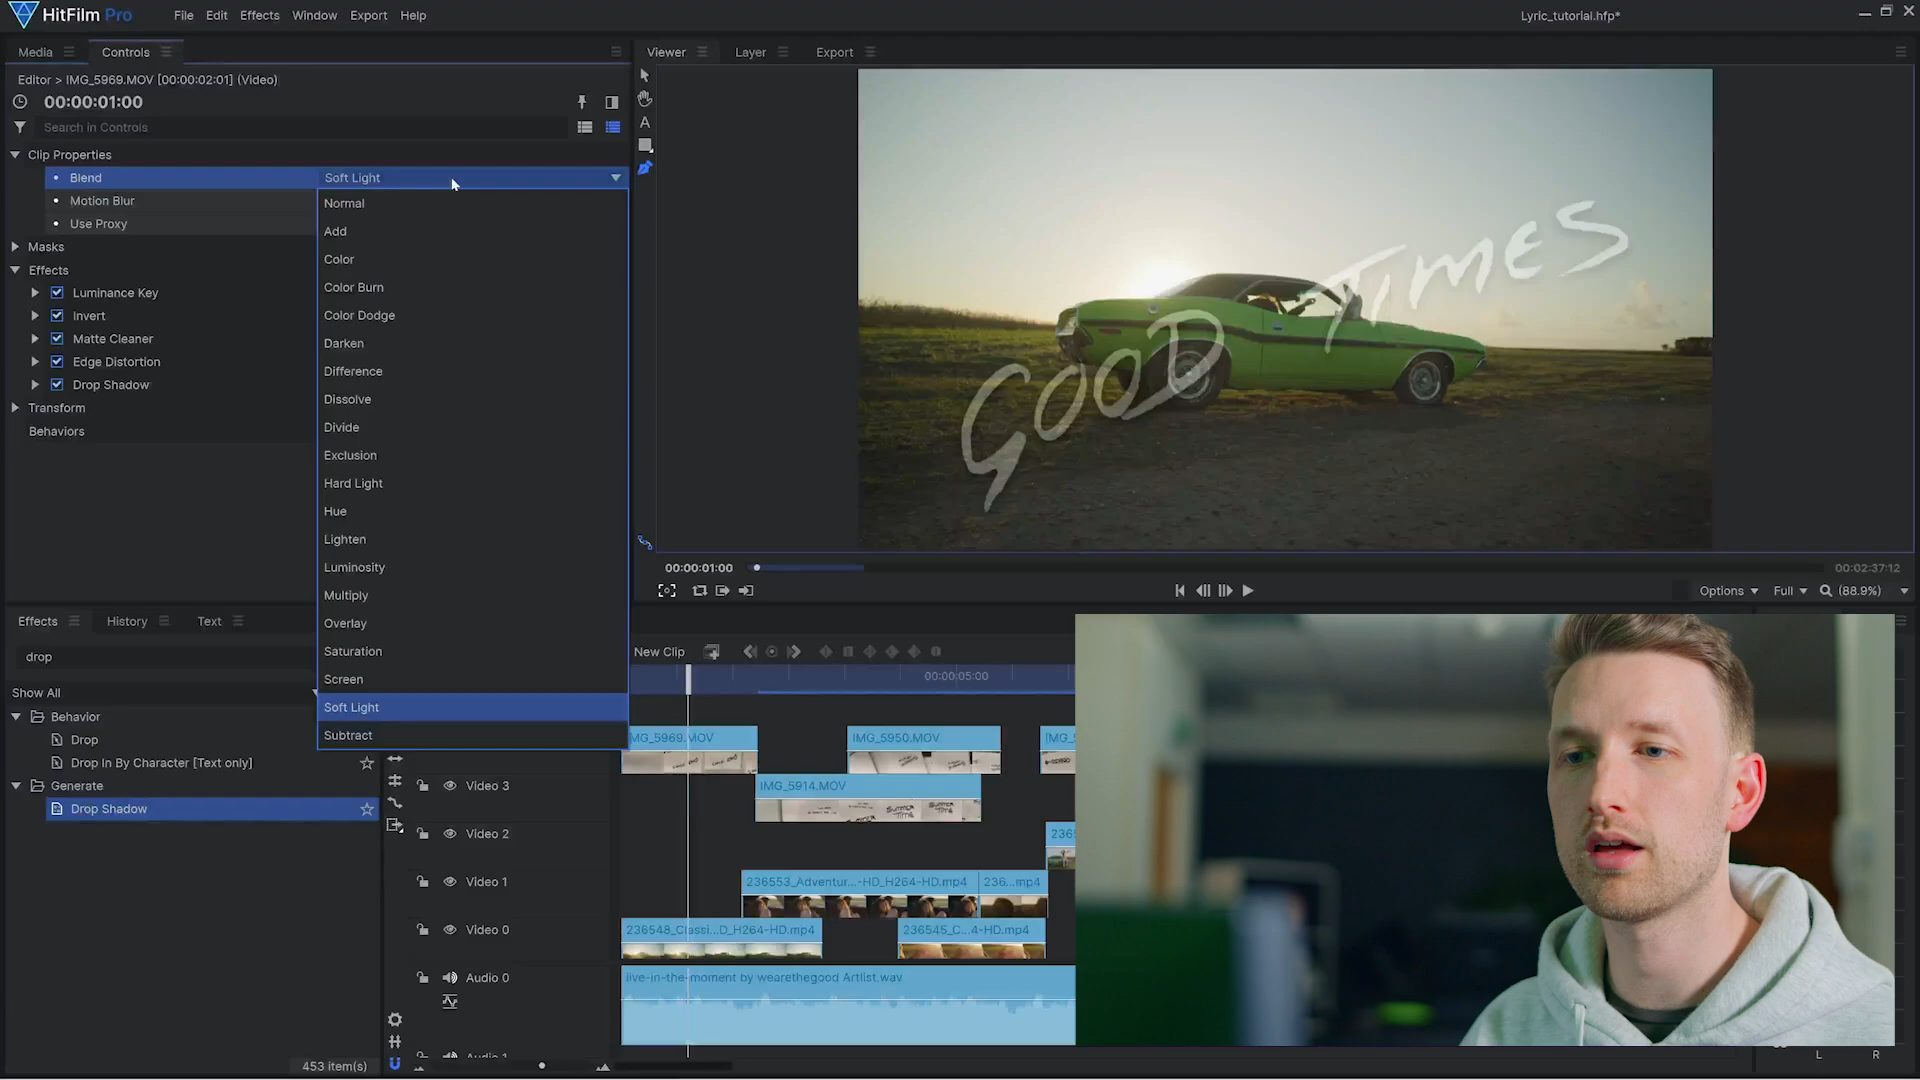 HitFilm Pro
File Edit Effects Window Export Help
Lyric_tutorial.hfp*
Media Controls
Viewer Layer Export
Editor > IMG_5969.MOV [00:00:02:01] (Video)
00:00:01:00
Search in Controls
Clip Properties
Blend Soft Light
Motion Blur
Use Proxy
Masks
Effects
Luminance Key
Invert
Matte Cleaner
Edge Distortion
Drop Shadow
Transform
Behaviors
Normal
Add
Color
Color Burn
Color Dodge
Darken
Difference
Dissolve
Divide
Exclusion
Hard Light
Hue
Lighten
Luminosity
Multiply
Overlay
Saturation
Screen
Soft Light
Subtract
A
GOOD TIMES
00:00:01:00
00:02:37:12
Options Full (88.9%)
Effects History Text
drop
Show All
Behavior
Drop
Drop In By Character [Text only]
Generate
Drop Shadow
453 item(s)
New Clip
00:00:05:00
MG_5969.MOV IMG_5950.MOV
Video 3 IMG_5914.MOV
Video 2
Video 1 236553_Adventur...-HD_H264-HD.mp4 236...mp4
Video 0 236548_Classi...D_H264-HD.mp4 236545_C...4-HD.mp4
Audio 0 live-in-the-moment by wearethegood Artlist.wav
L R